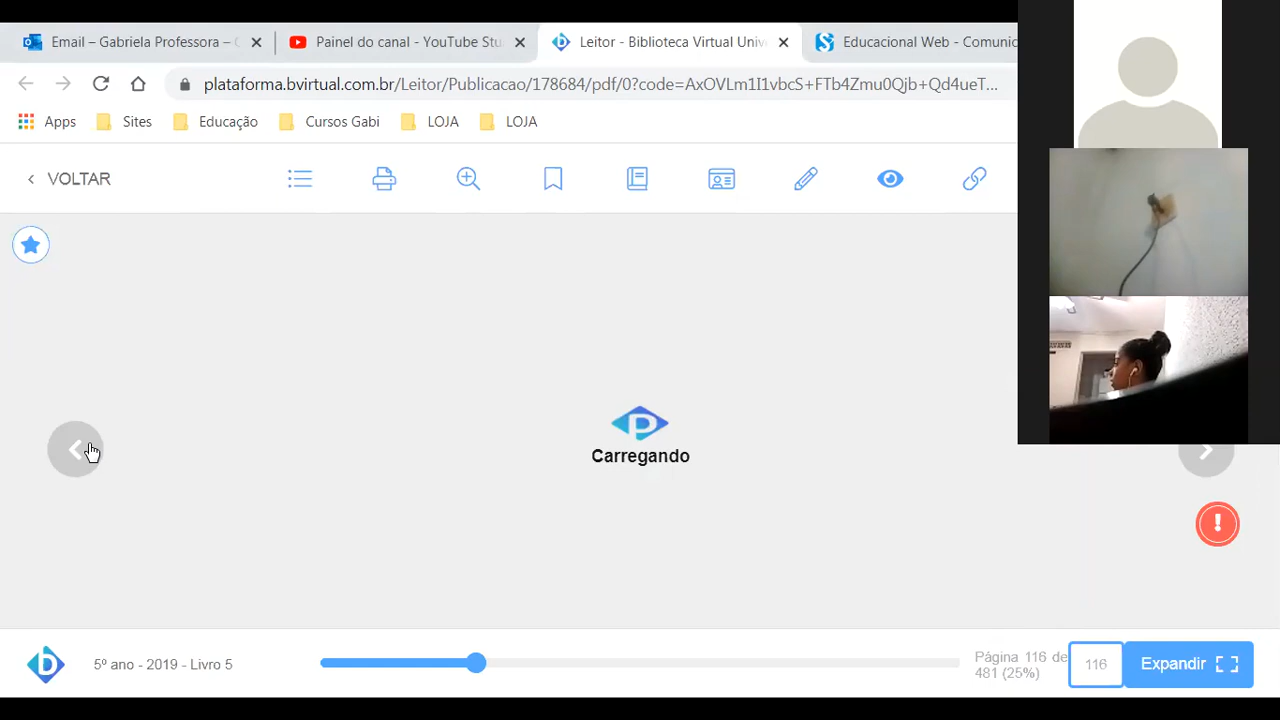 Email – Gabriela Professora –
Painel do canal - YouTube Stu
Leitor - Biblioteca Virtual Univ
Educacional Web - Comunic
plataforma.bvirtual.com.br/Leitor/Publicacao/178684/pdf/0?code=AxOVLm1I1vbcS+FTb4Zmu0Qjb+Qd4ueT...
Apps Sites Educação Cursos Gabi LOJA LOJA
VOLTAR
Carregando
5º ano - 2019 - Livro 5
Página 116 de
481 (25%)
116
Expandir